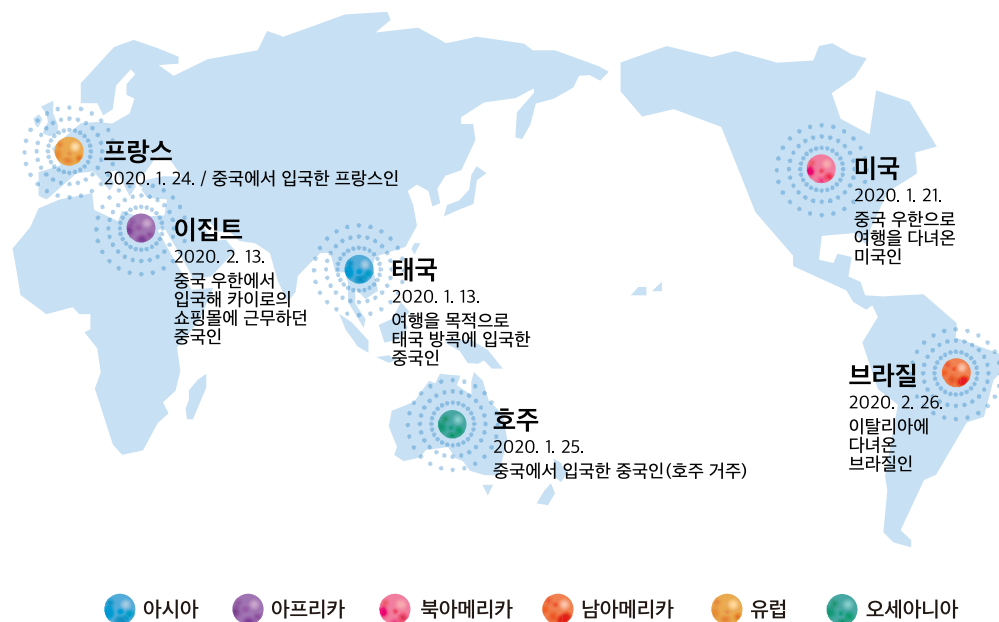 프랑스
2020. 1. 24. / 중국에서 입국한 프랑스인
이집트
2020. 2. 13.
중국 우한에서
입국해 카이로의
쇼핑몰에 근무하던
중국인
태국
2020. 1. 13.
여행을 목적으로
태국 방콕에 입국한
중국인
호주
2020. 1. 25.
중국에서 입국한 중국인(호주 거주)
미국
2020. 1. 21.
중국 우한으로
여행을 다녀온
미국인
브라질
2020. 2. 26.
이탈리아에
다녀온
브라질인
아시아 아프리카 북아메리카 남아메리카 유럽 오세아니아